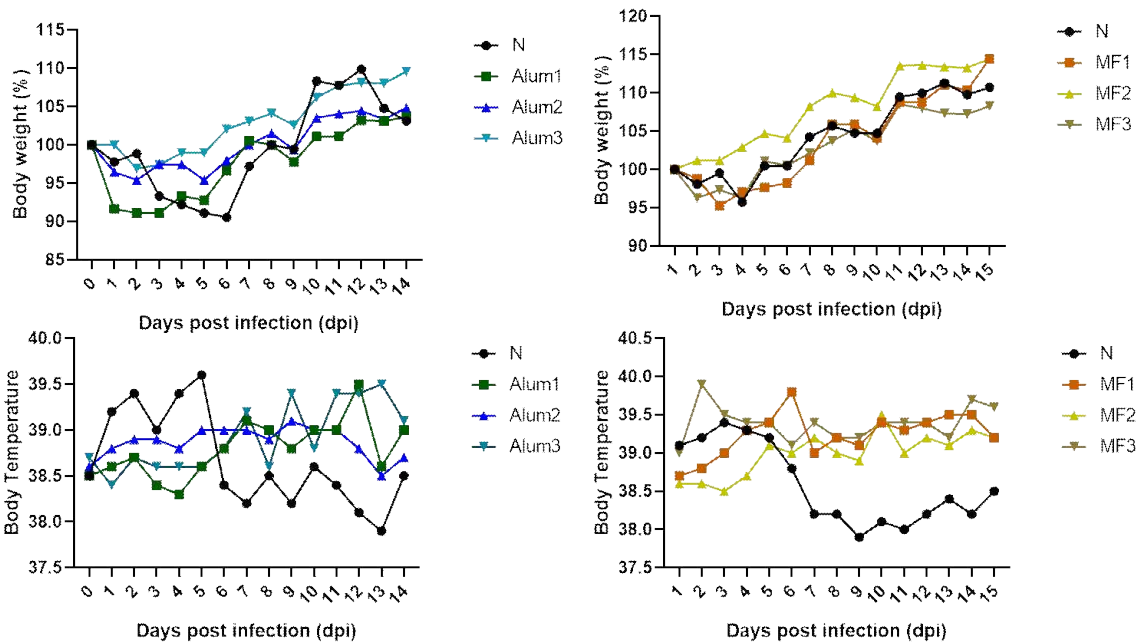 Body weight (%)
110
105
100
95
90
85
0 1 2 3 4 5 6 7 8 9 10 11 12 13 14
Days post infection (dpi)
N
Alum1
Alum2
Alum3
Body weight (%)
120
115
110
105
100
95
90
1 2 3 4 5 6 7 8 9 10 11 12 13 14 15
Days post infection (dpi)
N
MF1
MF2
MF3
Body Temperature
40.0
39.5
39.0
38.5
38.0
37.5
0 1 2 3 4 5 6 7 8 9 10 11 12 13 14
Days post infection (dpi)
N
Alum1
Alum2
Alum3
Body Temperature
40.5
40.0
39.5
39.0
38.5
38.0
37.5
1 2 3 4 5 6 7 8 9 10 11 12 13 14 15
Days post infection (dpi)
N
MF1
MF2
MF3